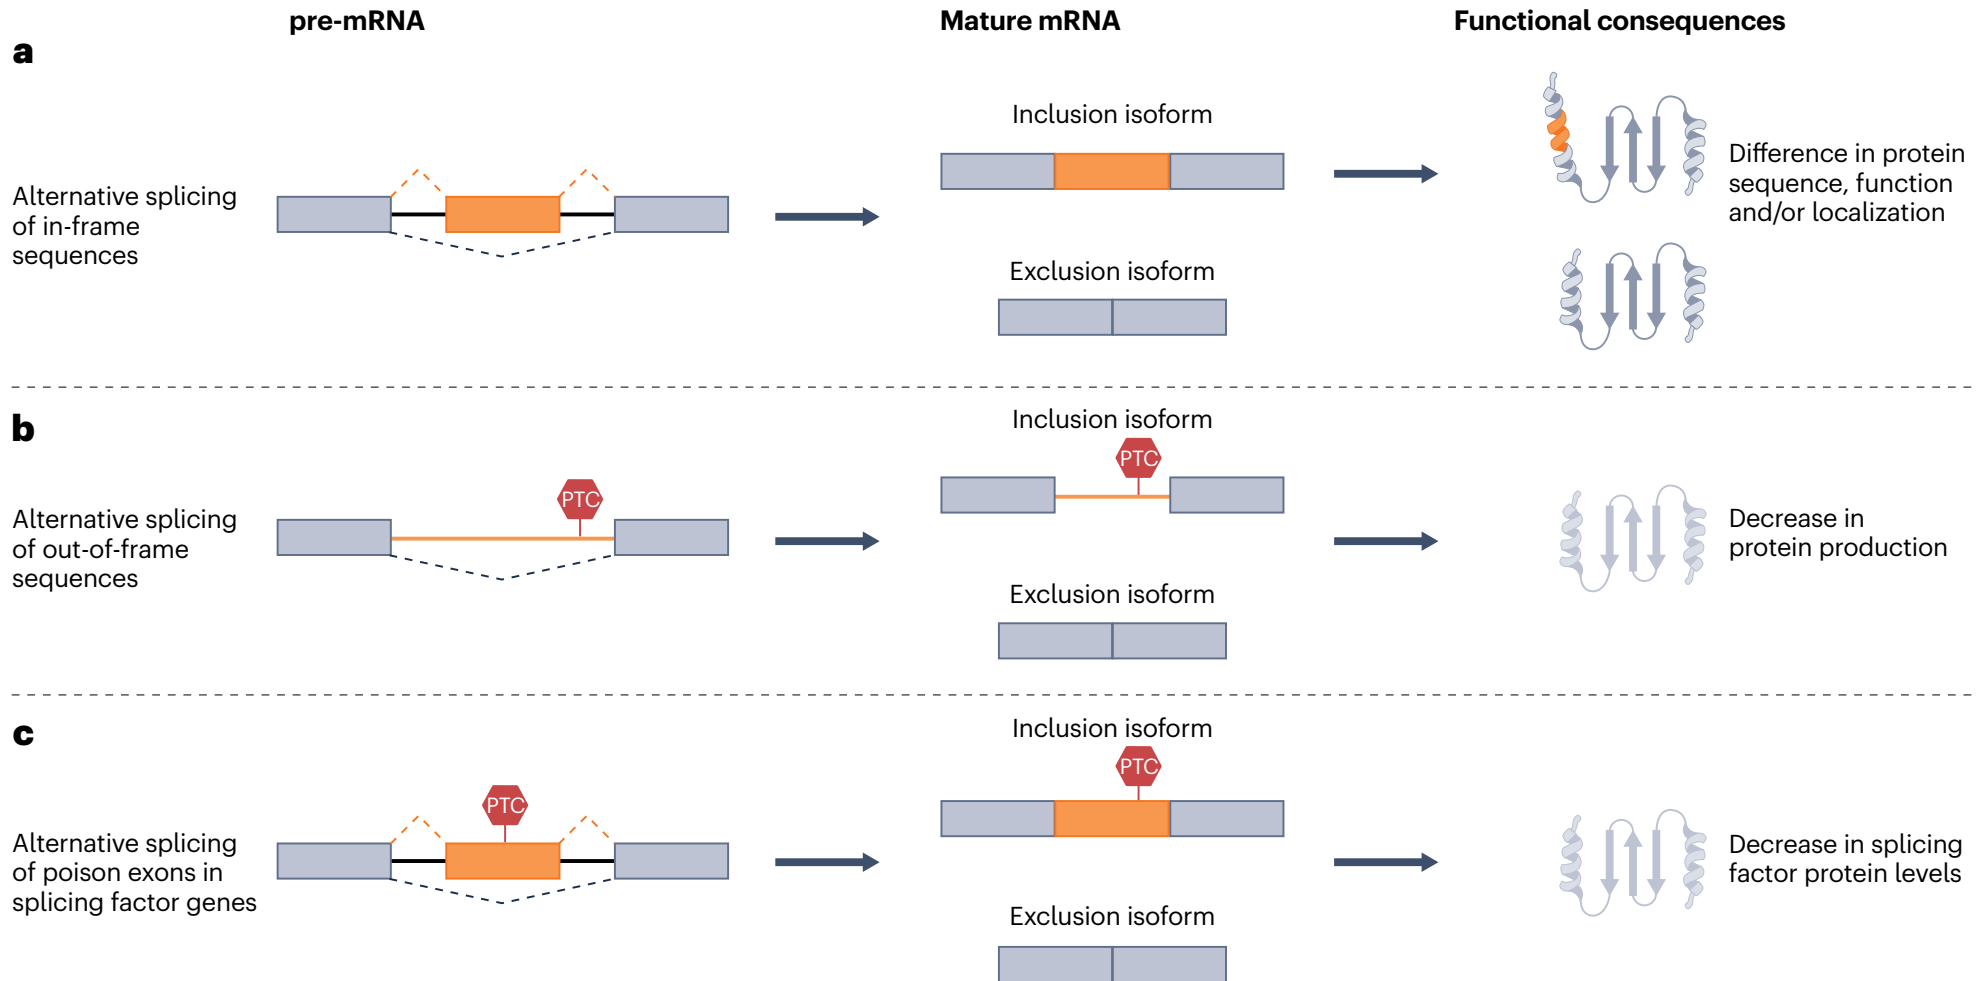 pre-mRNA
Mature mRNA
Functional consequences
a
Alternative splicing
of in-frame
sequences
Inclusion isoform
Exclusion isoform
Difference in protein
sequence, function
and/or localization
b
Alternative splicing
of out-of-frame
sequences
PTC
Inclusion isoform
PTC
Exclusion isoform
Decrease in
protein production
c
Alternative splicing
of poison exons in
splicing factor genes
PTC
Inclusion isoform
PTC
Exclusion isoform
Decrease in splicing
factor protein levels